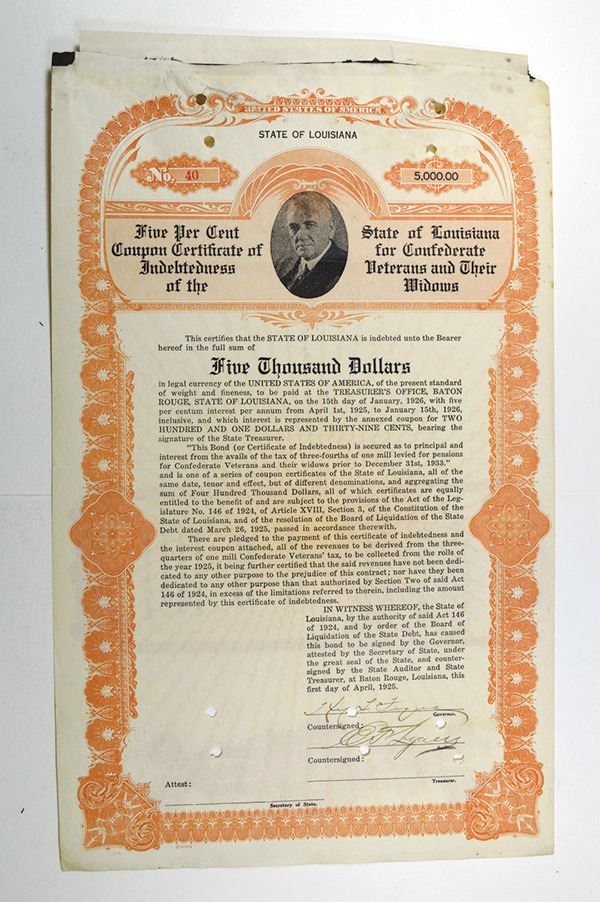 UNITED STATES OF AMERICA
STATE OF LOUISIANA
No. 40
5,000.00
Five Per Cent
Coupon Certificate of
Indebtedness
of the
State of Louisiana
for Confederate
Veterans and Their
Widows
This certifies that the STATE OF LOUISIANA is indebted unto the Bearer
hereof in the full sum of
Five Thousand Dollars
in legal currency of the UNITED STATES OF AMERICA, of the present standard
of weight and fineness, to be paid at the TREASURER'S OFFICE, BATON
ROUGE, STATE OF LOUISIANA, on the 15th day of January, 1926, with five
per centum interest per annum from April 1st, 1925, to January 15th, 1926,
inclusive, and which interest is represented by the annexed coupon for TWO
HUNDRED AND ONE DOLLARS AND THIRTY-NINE CENTS, bearing the
signature of the State Treasurer.
"This Bond (or Certificate of Indebtedness) is secured as to principal and
interest from the avails of the tax of three-fourths of one mill levied for pensions
for Confederate Veterans and their widows prior to December 31st, 1933."
and is one of a series of coupon certificates of the State of Louisiana, all of the
same date, tenor and effect, but of different denominations, and aggregating the
sum of Four Hundred Thousand Dollars, all of which certificates are equally
entitled to the benefit of and are subject to the provisions of the Act of the Leg-
islature No. 146 of 1924, of Article XVIII, Section 3, of the Constitution of the
State of Louisiana, and of the resolution of the Board of Liquidation of the State
Debt dated March 26, 1925, passed in accordance therewith.
There are pledged to the payment of this certificate of indebtedness and
the interest coupon attached, all of the revenues to be derived from the three-
quarters of one mill Confederate Veterans' tax, to be collected from the rolls of
the year 1925, it being further certified that the said revenues have not been dedi-
cated to any other purpose to the prejudice of this contract; nor have they been
dedicated to any other purpose than that authorized by Section Two of said Act
146 of 1924, in excess of the limitations referred to therein, including the amount
represented by this certificate of indebtedness.
IN WITNESS WHEREOF, the State of
Louisiana, by the authority of said Act 146
of 1924, and by order of the Board of
Liquidation of the State Debt, has caused
this bond to be signed by the Governor,
attested by the Secretary of State, under
the great seal of the State, and counter-
signed by the State Auditor and State
Treasurer, at Baton Rouge, Louisiana, this
first day of April, 1925.
Governor.
Countersigned:
Auditor.
Countersigned:
Treasurer.
Attest:
Secretary of State.